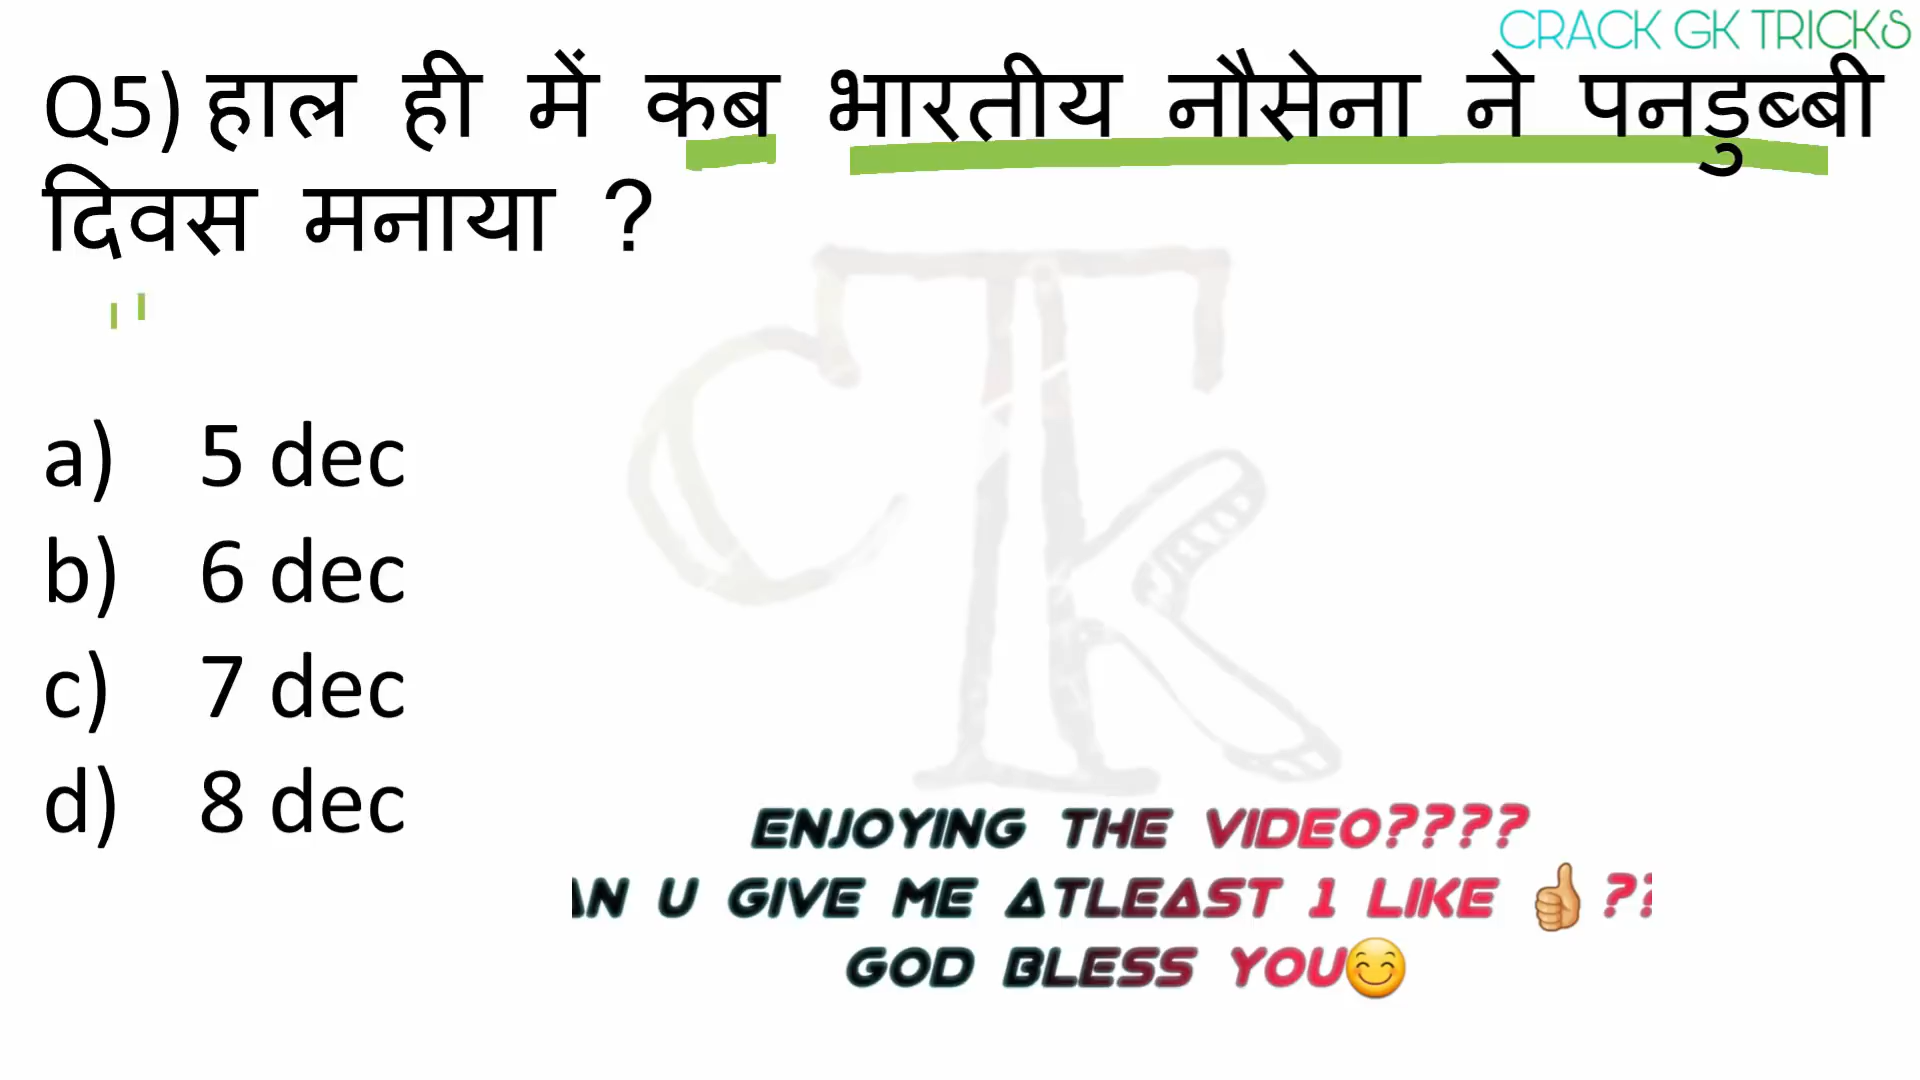 CRACK GK TRICKS
Q5) हाल ही में कब भारतीय नौसेना ने पनडुब्बी
दिवस मनाया ?
a) 5 dec
b) 6 dec
c) 7 dec
d) 8 dec
ENJOYING THE VIDEO????
AN U GIVE ME ATLEAST 1 LIKE 👍 ??
GOD BLESS YOU😊